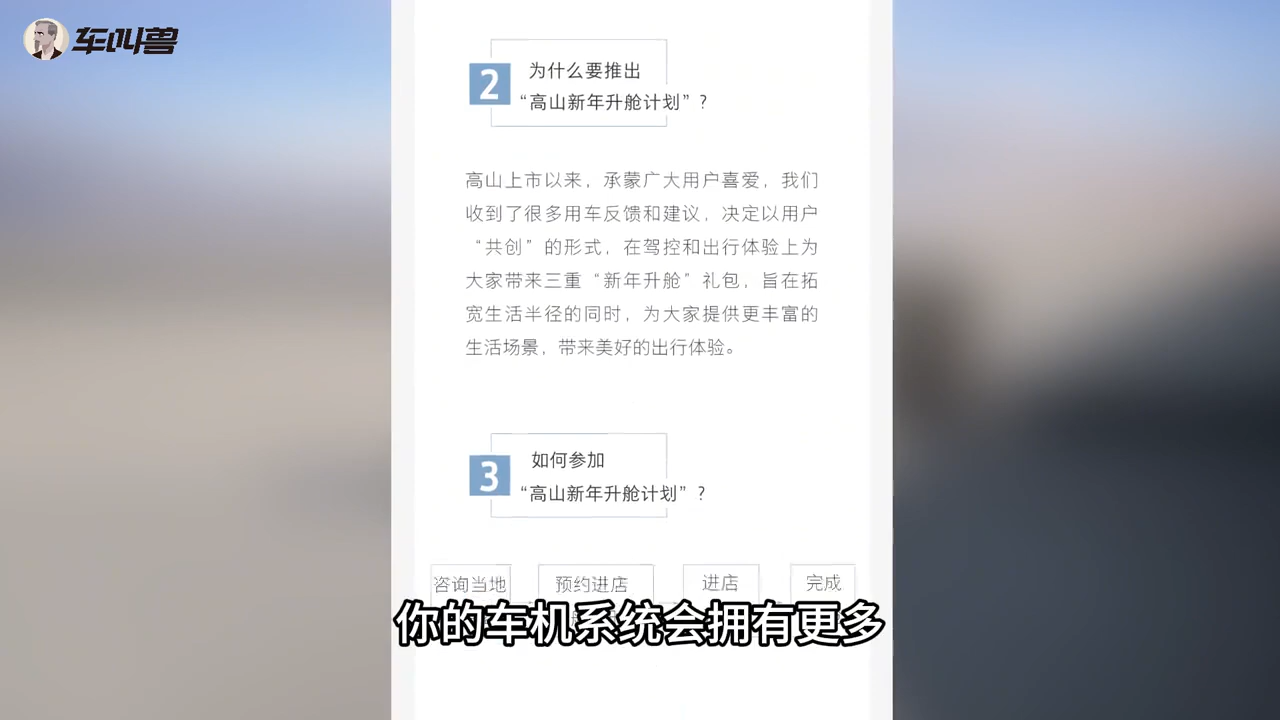 车叫兽
2
为什么要推出
“高山新年升舱计划”?
高山上市以来，承蒙广大用户喜爱，我们
收到了很多用车反馈和建议，决定以用户
“共创”的形式，在驾控和出行体验上为
大家带来三重“新年升舱”礼包，旨在拓
宽生活半径的同时，为大家提供更丰富的
生活场景，带来美好的出行体验。
3
如何参加
“高山新年升舱计划”?
咨询当地 预约进店 进店 完成
你的车机系统会拥有更多